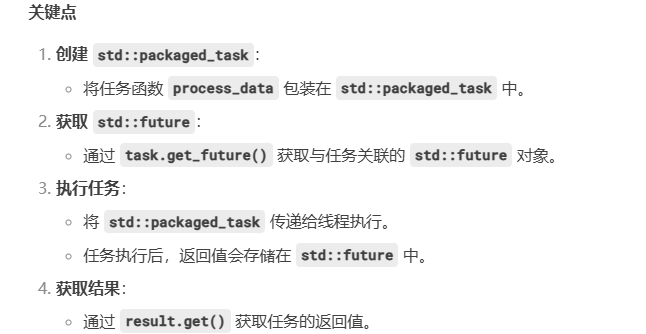 关键点
1. 创建 std::packaged_task：
将任务函数 process_data 包装在 std::packaged_task 中。
2. 获取 std::future：
通过 task.get_future() 获取与任务关联的 std::future 对象。
3. 执行任务：
将 std::packaged_task 传递给线程执行。
任务执行后，返回值会存储在 std::future 中。
4. 获取结果：
通过 result.get() 获取任务的返回值。